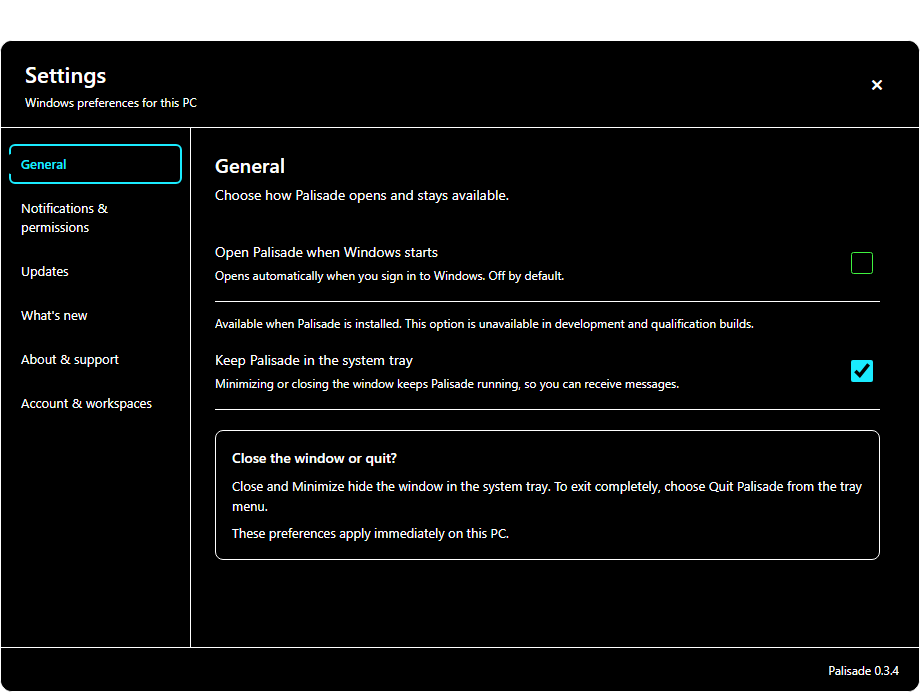 Settings
Windows preferences for this PC
General
Notifications &
permissions
Updates
What's new
About & support
Account & workspaces
General
Choose how Palisade opens and stays available.
Open Palisade when Windows starts
Opens automatically when you sign in to Windows. Off by default.
Available when Palisade is installed. This option is unavailable in development and qualification builds.
Keep Palisade in the system tray
Minimizing or closing the window keeps Palisade running, so you can receive messages.
Close the window or quit?
Close and Minimize hide the window in the system tray. To exit completely, choose Quit Palisade from the tray
menu.
These preferences apply immediately on this PC.
Palisade 0.3.4